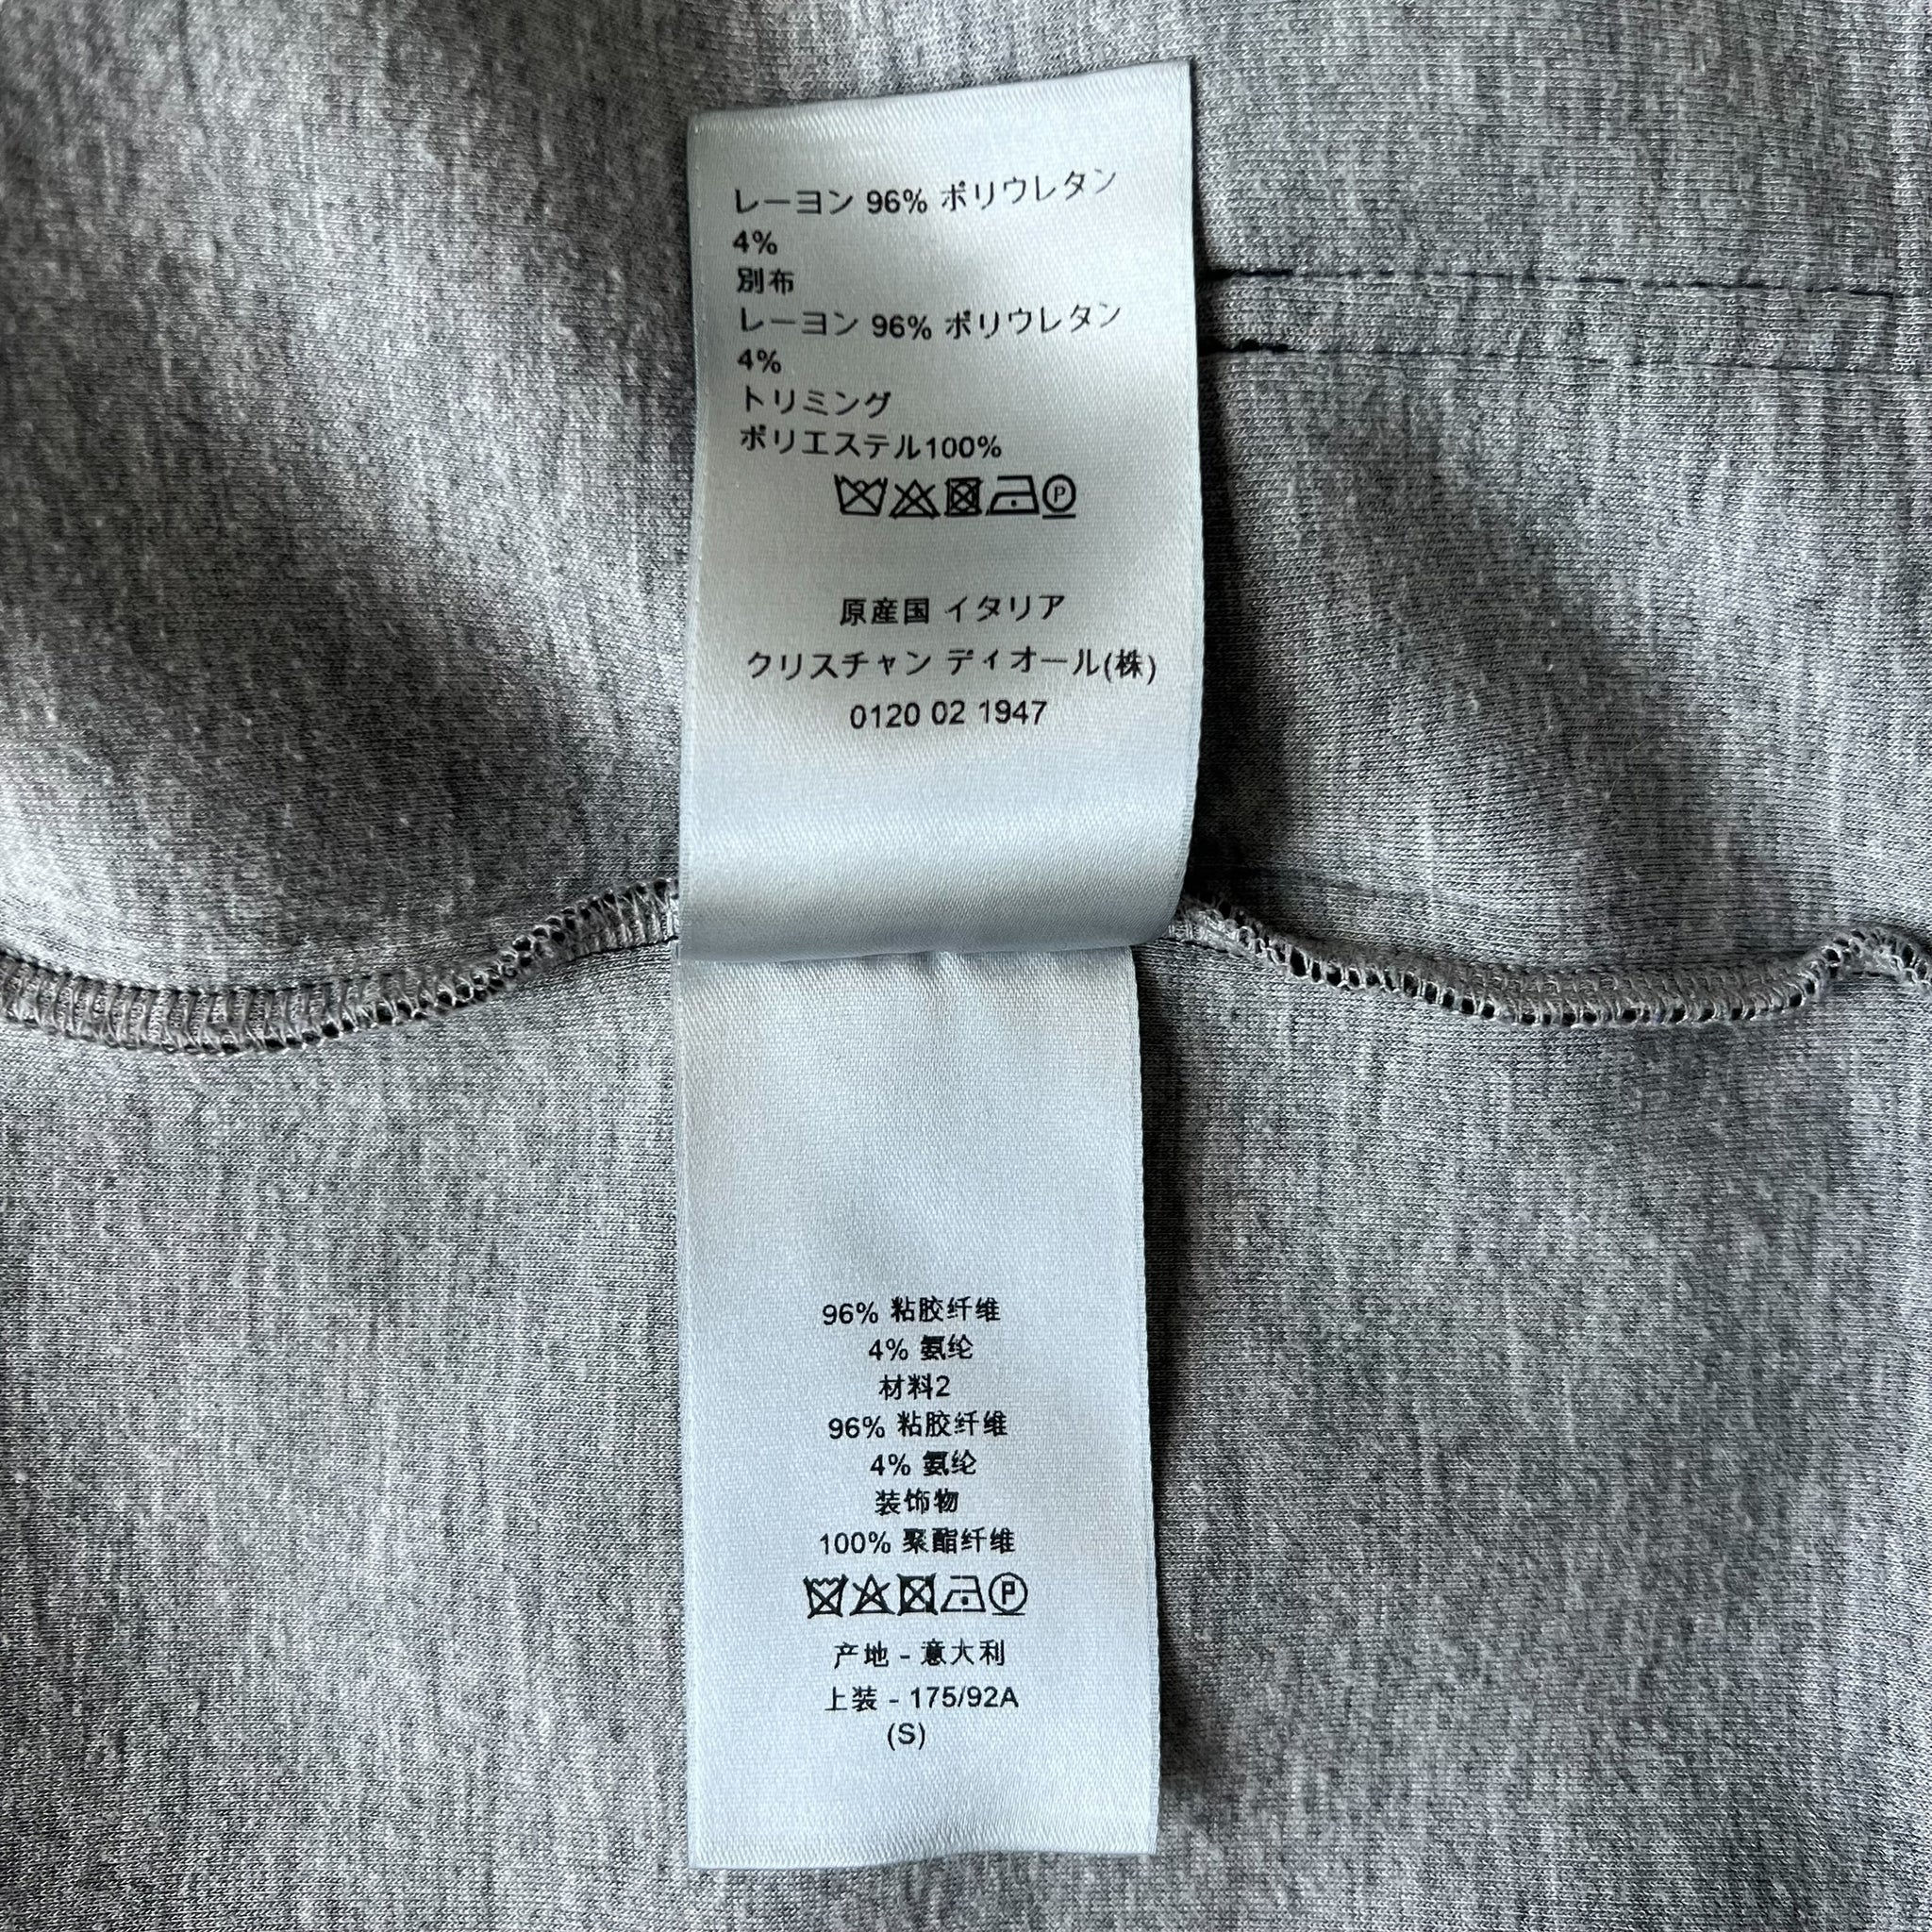 レーヨン 96% ポリウレタン
4%
別布
レーヨン 96% ポリウレタン
4%
トリミング
ポリエステル100%
P
原産国 イタリア
クリスチャン ディオール(株)
0120 02 1947
96% 粘胶纤维
4% 氨纶
材料2
96% 粘胶纤维
4% 氨纶
装饰物
100% 聚酯纤维
P
产地 - 意大利
上装 - 175/92A
(S)